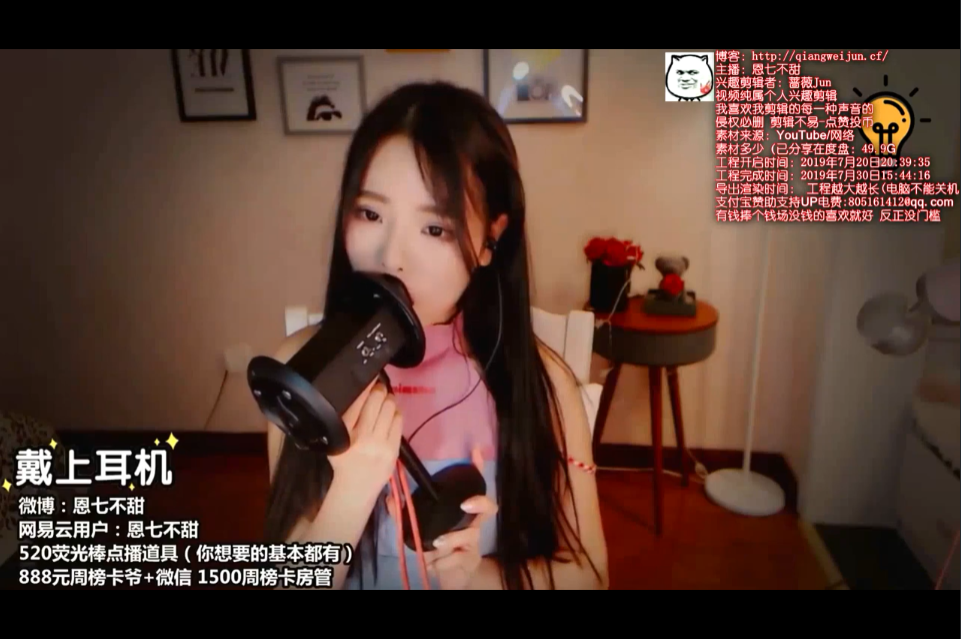 博客: http://qiangweijun.cf/
主播: 恩七不甜
兴趣剪辑者: 蔷薇Jun
视频纯属个人兴趣剪辑
我喜欢我剪辑的每一种声音的
侵权必删 剪辑不易-点赞投币
素材来源: YouTube/网络
素材多少 (已分享在度盘: 49.9G
工程开启时间: 2019年7月20日20:39:35
工程完成时间: 2019年7月30日15:44:16
导出渲染时间: 工程越大越长(电脑不能关机
支付宝赞助支持UP电费:805161412@qq.com
有钱捧个钱场没钱的喜欢就好 反正没门槛
戴上耳机
微博：恩七不甜
网易云用户：恩七不甜
520荧光棒点播道具（你想要的基本都有）
888元周榜卡爷+微信 1500周榜卡房管